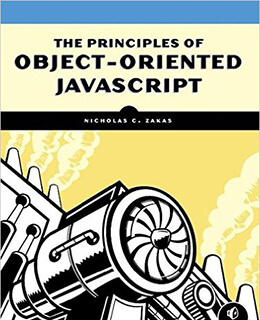 THE PRINCIPLES OF
OBJECT-ORIENTED
JAVASCRIPT
NICHOLAS C. ZAKAS